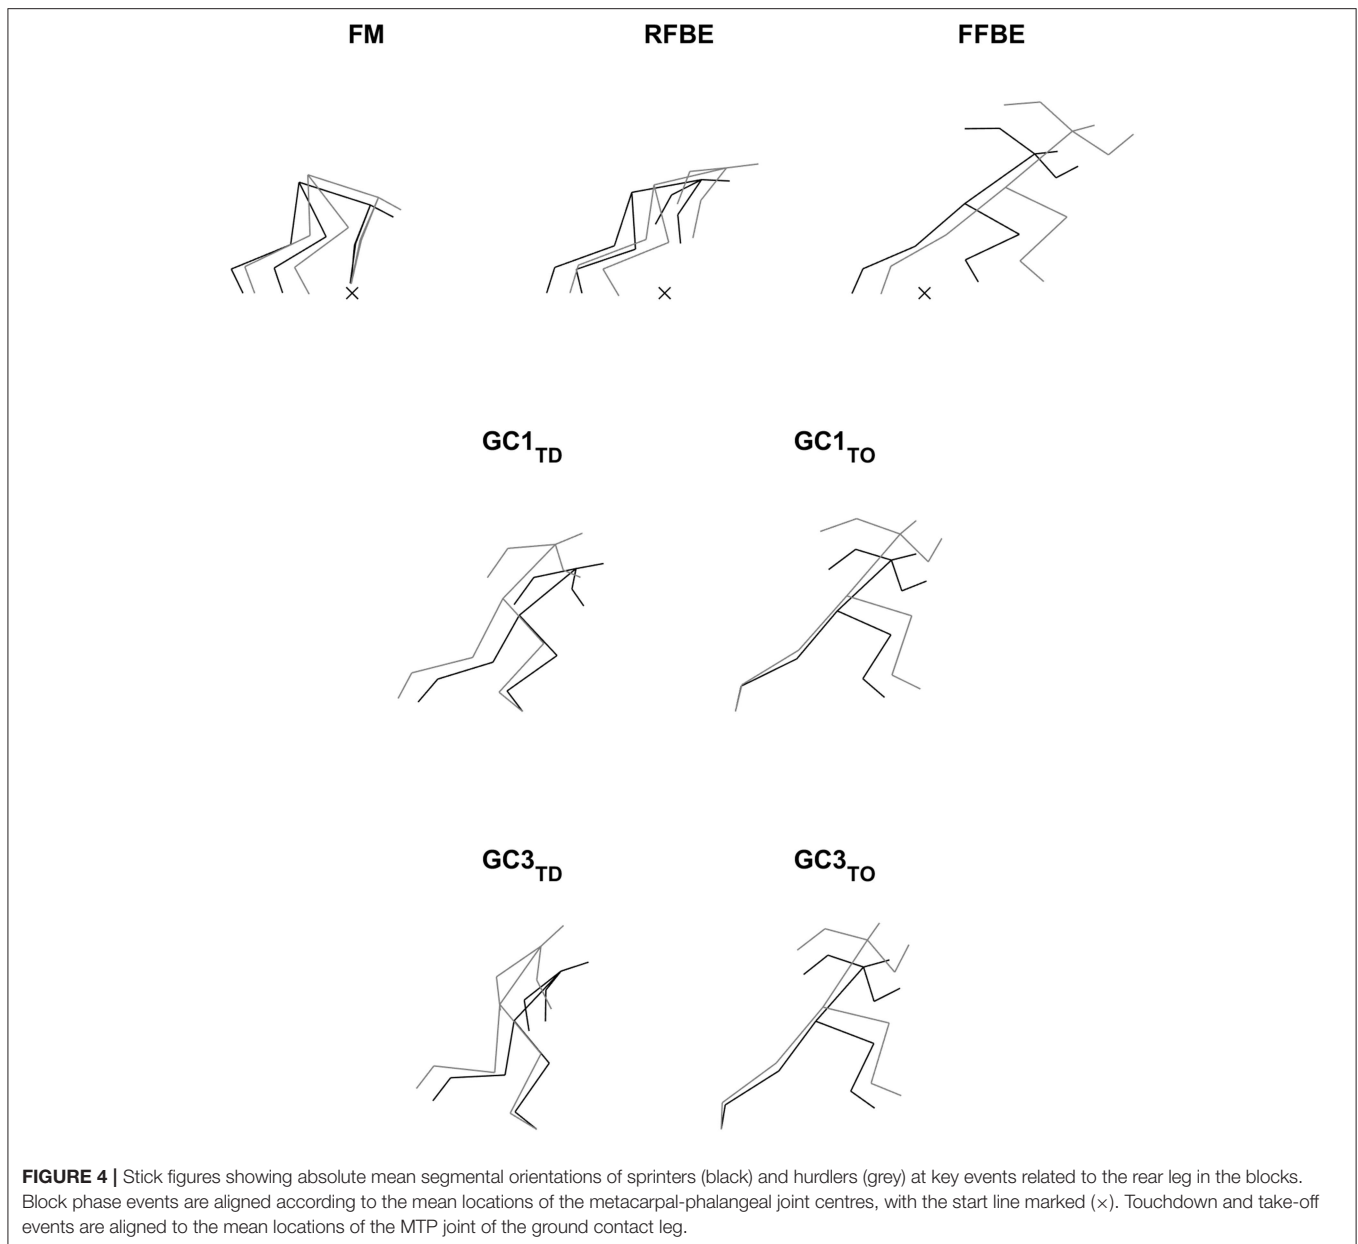 FM RFBE FFBE
GC1TD GC1TO
GC3TD GC3TO
FIGURE 4 | Stick figures showing absolute mean segmental orientations of sprinters (black) and hurdlers (grey) at key events related to the rear leg in the blocks.
Block phase events are aligned according to the mean locations of the metacarpal-phalangeal joint centres, with the start line marked (×). Touchdown and take-off
events are aligned to the mean locations of the MTP joint of the ground contact leg.